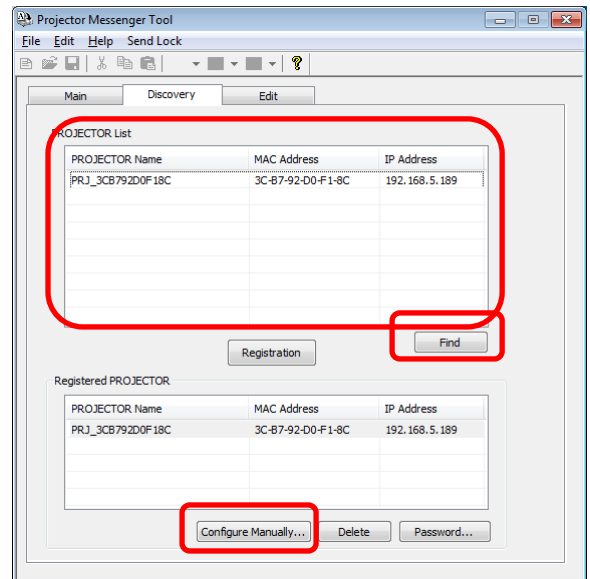 Projector Messenger Tool
File Edit Help Send Lock
Main Discovery Edit
PROJECTOR List
PROJECTOR Name MAC Address IP Address
PRJ_3CB792D0F18C 3C-B7-92-D0-F1-8C 192.168.5.189
Find
Registration
Registered PROJECTOR
PROJECTOR Name MAC Address IP Address
PRJ_3CB792D0F18C 3C-B7-92-D0-F1-8C 192.168.5.189
Configure Manually... Delete Password...